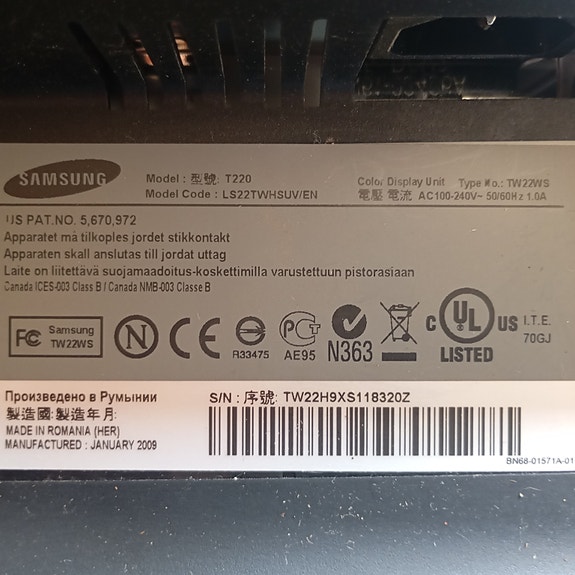 SAMSUNG
Model : 型號: T220
Model Code : LS22TWHSUV/EN
Color Display Unit Type No.: TW22WS
電壓 電流 AC100-240V~ 50/60Hz 1.0A
US PAT.NO. 5,670,972
Apparatet må tilkoples jordet stikkontakt
Apparaten skall anslutas till jordat uttag
Laite on liitettävä suojamaadoitus-koskettimilla varustettuun pistorasiaan
Canada ICES-003 Class B / Canada NMB-003 Classe B
FC Samsung
TW22WS
N
CE
R33475
PCT
AE95
N363
C UL US
LISTED
I.T.E.
70GJ
Произведено в Румынии
製造國:製造年月:
MADE IN ROMANIA (HER)
MANUFACTURED : JANUARY 2009
S/N : 序號: TW22H9XS118320Z
BN68-01571A-01